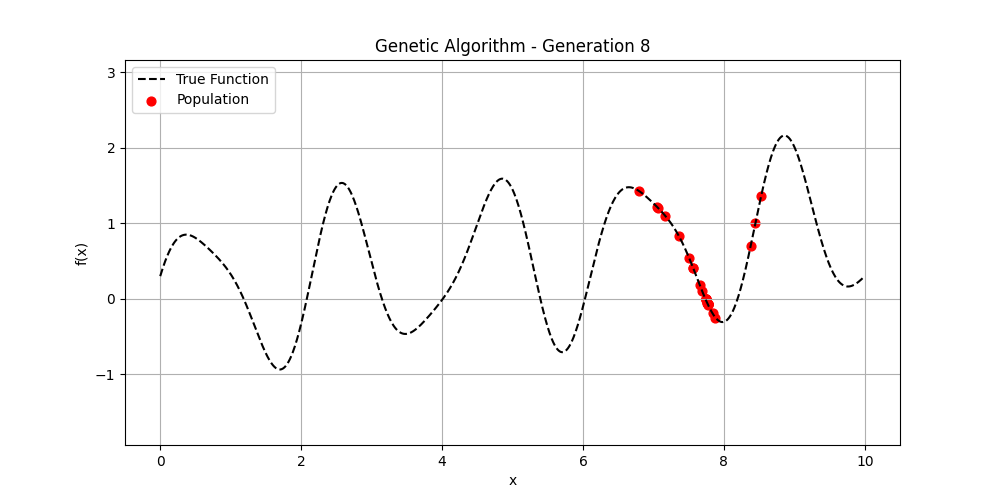 Genetic Algorithm - Generation 8
True Function
Population
3
2
1
0
−1
f(x)
0 2 4 6 8 10
x